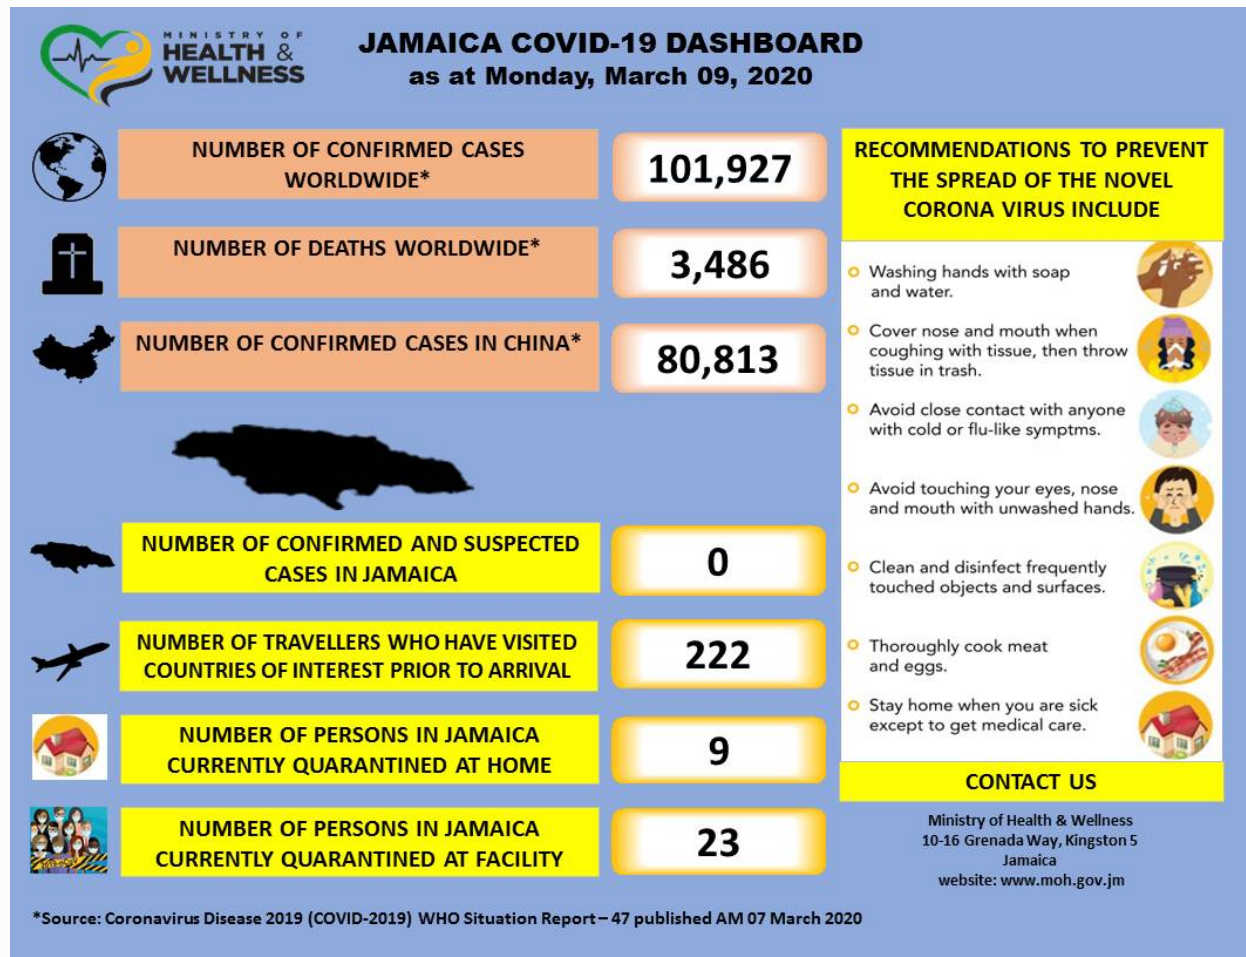 MINISTRY OF
HEALTH &
WELLNESS
JAMAICA COVID-19 DASHBOARD
as at Monday, March 09, 2020
NUMBER OF CONFIRMED CASES
WORLDWIDE*
101,927
NUMBER OF DEATHS WORLDWIDE*
3,486
NUMBER OF CONFIRMED CASES IN CHINA*
80,813
NUMBER OF CONFIRMED AND SUSPECTED
CASES IN JAMAICA
0
NUMBER OF TRAVELLERS WHO HAVE VISITED
COUNTRIES OF INTEREST PRIOR TO ARRIVAL
222
NUMBER OF PERSONS IN JAMAICA
CURRENTLY QUARANTINED AT HOME
9
NUMBER OF PERSONS IN JAMAICA
CURRENTLY QUARANTINED AT FACILITY
23
RECOMMENDATIONS TO PREVENT
THE SPREAD OF THE NOVEL
CORONA VIRUS INCLUDE
Washing hands with soap
and water.
Cover nose and mouth when
coughing with tissue, then throw
tissue in trash.
Avoid close contact with anyone
with cold or flu-like symptms.
Avoid touching your eyes, nose
and mouth with unwashed hands.
Clean and disinfect frequently
touched objects and surfaces.
Thoroughly cook meat
and eggs.
Stay home when you are sick
except to get medical care.
CONTACT US
Ministry of Health & Wellness
10-16 Grenada Way, Kingston 5
Jamaica
website: www.moh.gov.jm
*Source: Coronavirus Disease 2019 (COVID-2019) WHO Situation Report – 47 published AM 07 March 2020